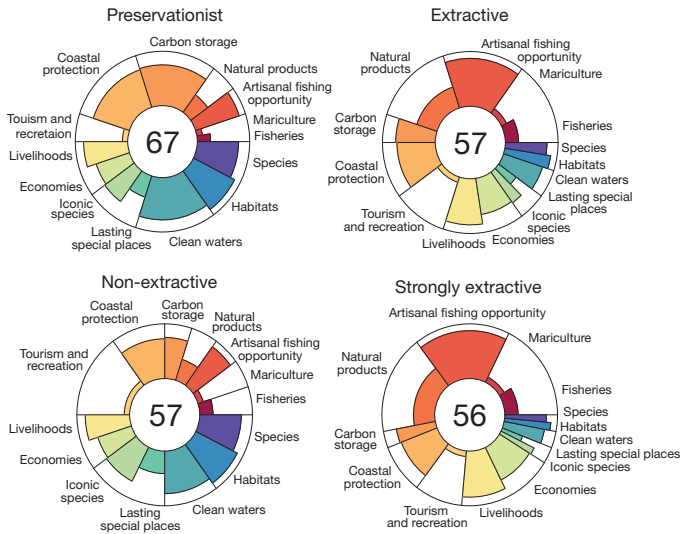 Preservationist
Carbon storage
Coastal
protection
Natural products
Artisanal fishing
opportunity
Mariculture
Fisheries
Touism and
recretaion
67
Livelihoods
Species
Economies
Iconic
species
Habitats
Lasting
special places
Clean waters
Extractive
Artisanal fishing
opportunity
Natural
products
Mariculture
Carbon
storage
Fisheries
57
Species
Habitats
Clean waters
Coastal
protection
Lasting special
places
Iconic
species
Tourism
and recreation
Livelihoods
Economies
Non-extractive
Coastal
protection
Carbon
storage
Natural
products
Artisanal fishing
opportunity
Tourism and
recreation
Mariculture
Fisheries
57
Livelihoods
Species
Economies
Habitats
Iconic
species
Lasting
special places
Clean waters
Strongly extractive
Artisanal fishing opportunity
Mariculture
Natural
products
Fisheries
56
Species
Habitats
Carbon
storage
Clean waters
Lasting special places
Iconic species
Coastal
protection
Economies
Tourism
and recreation
Livelihoods